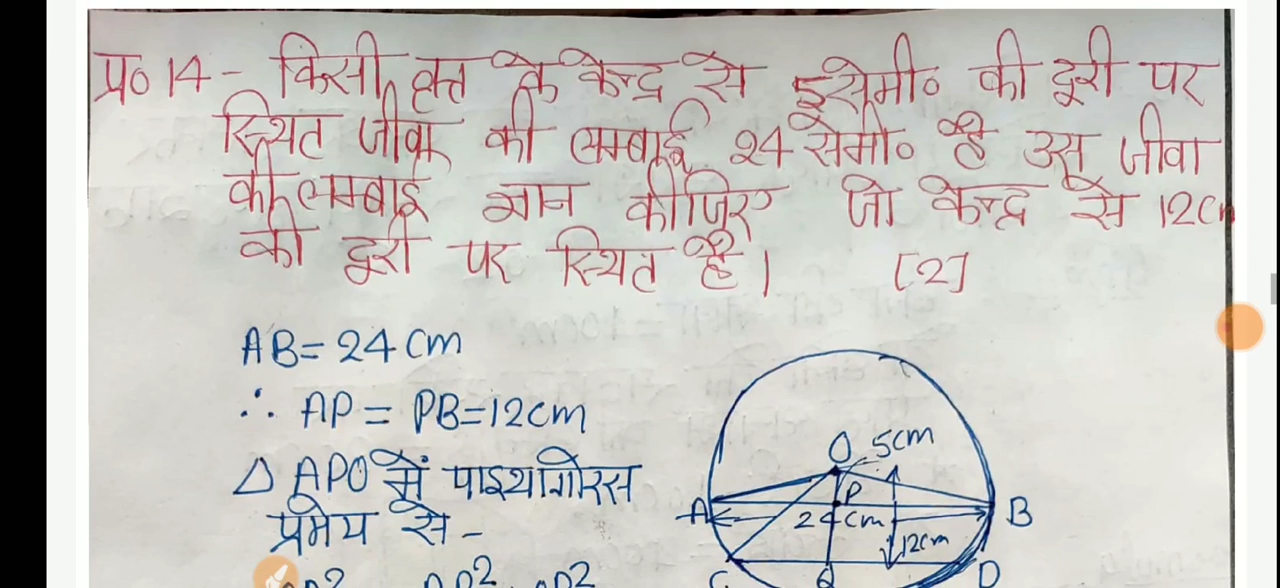 प्र० 14 - किसी वृत्त के केन्द्र से 5 सेमी० की दूरी पर
स्थित जीवा की लम्बाई 24 सेमी० है उस जीवा
की लम्बाई ज्ञान कीजिए जो केन्द्र से 12cm
की दूरी पर स्थित है। [2]
AB = 24 cm
∴ AP = PB = 12cm
Δ APO में पाइथागोरस
प्रमेय से -
O 5cm
P
A 24cm B
12cm
C Q D